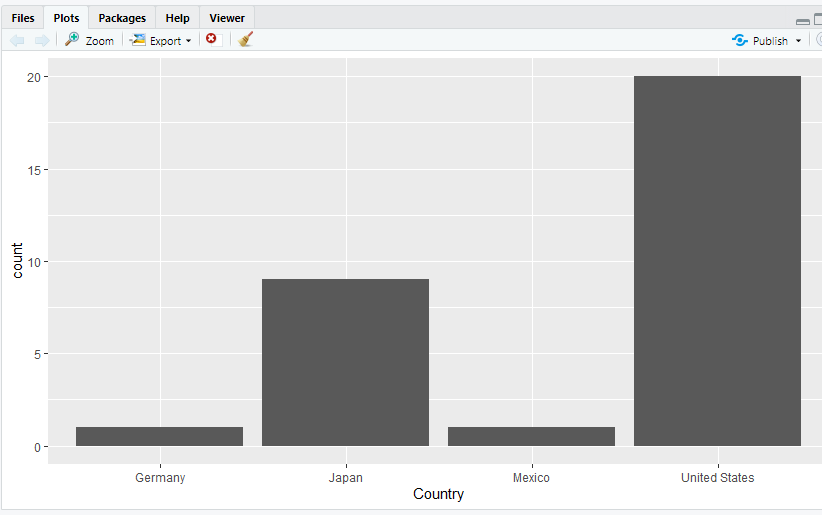 Files Plots Packages Help Viewer
Zoom Export Publish
20
15
10
5
0
count
Germany Japan Mexico United States
Country